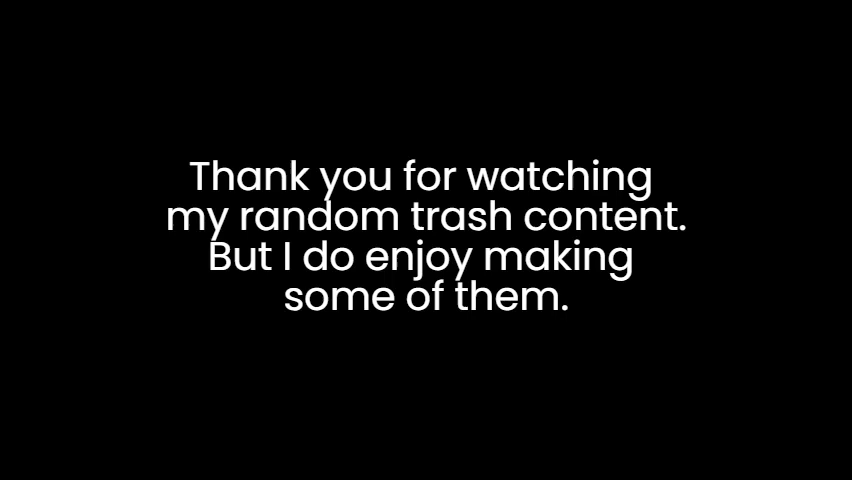 Thank you for watching
my random trash content.
But I do enjoy making
some of them.